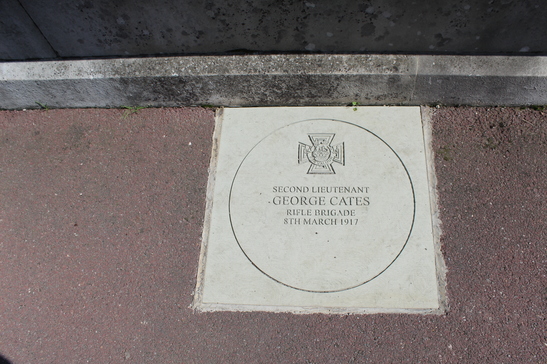 SECOND LIEUTENANT
GEORGE CATES
RIFLE BRIGADE
8TH MARCH 1917